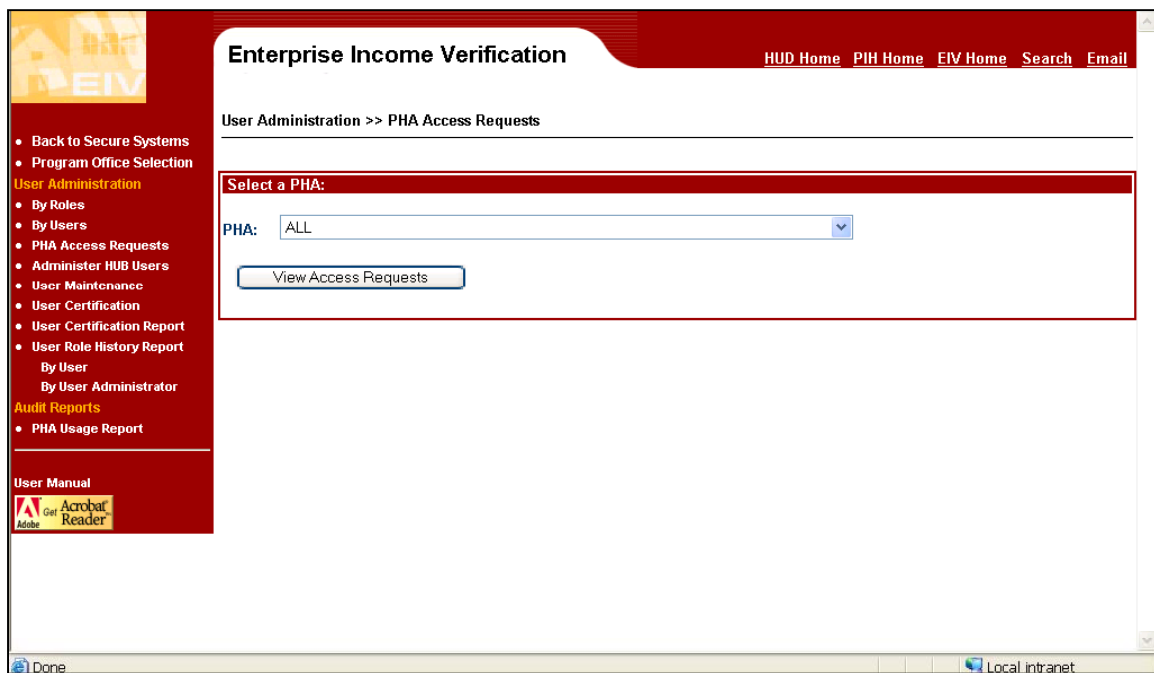 EIV
Enterprise Income Verification
HUD Home PIH Home EIV Home Search Email
User Administration >> PHA Access Requests
Back to Secure Systems
Program Office Selection
User Administration
By Roles
By Users
PHA Access Requests
Administer HUB Users
User Maintenance
User Certification
User Certification Report
User Role History Report
By User
By User Administrator
Audit Reports
PHA Usage Report
User Manual
Adobe Get Acrobat Reader
Select a PHA:
PHA: ALL
View Access Requests
Done
Local intranet